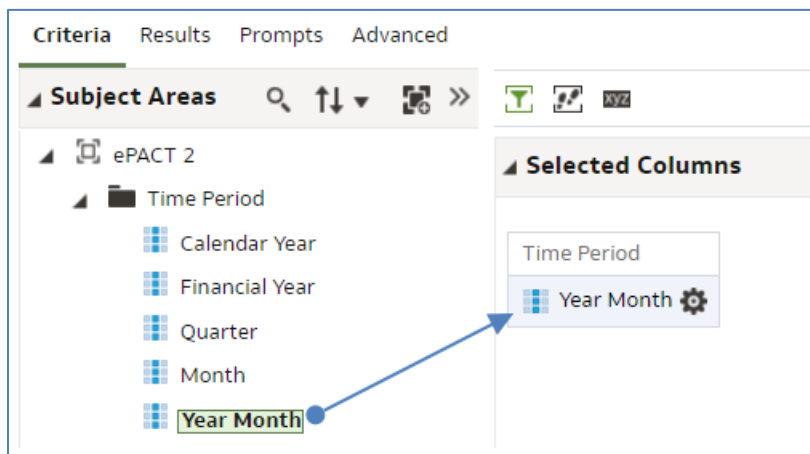 Criteria Results Prompts Advanced
Subject Areas
xyz
ePACT 2
Selected Columns
Time Period
Calendar Year
Time Period
Financial Year
Year Month
Quarter
Month
Year Month